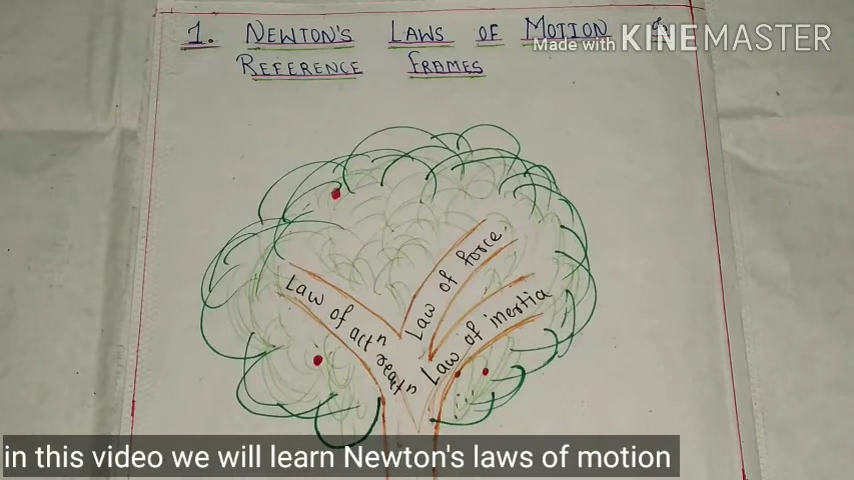 1. NEWTON'S LAWS OF MOTION In
REFERENCE FRAMES
Made with KINEMASTER
Law of force.
Law of inertia
Law of actⁿ reactⁿ
in this video we will learn Newton's laws of motion